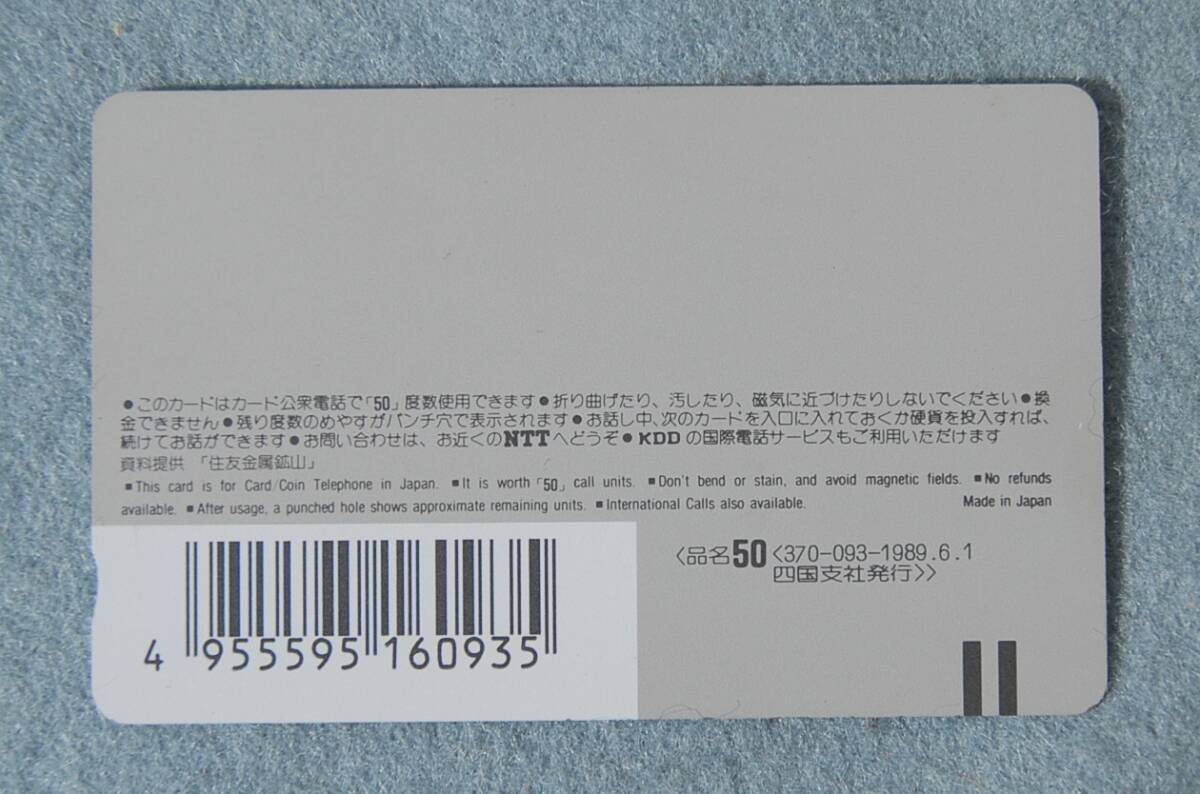 ●このカードはカード公衆電話で「50」度数使用できます●折り曲げたり、汚したり、磁気に近づけたりしないでください●換
金できません●残り度数のめやすがパンチ穴で表示されます●お話し中、次のカードを入口に入れておくか硬貨を投入すれば、
続けてお話ができます●お問い合わせは、お近くのNTTへどうぞ●KDDの国際電話サービスもご利用いただけます
資料提供 「住友金属鉱山」
■This card is for Card/Coin Telephone in Japan. ■It is worth「50」call units. ■Don't bend or stain, and avoid magnetic fields. ■No refunds
available. ■After usage, a punched hole shows approximate remaining units. ■International Calls also available. Made in Japan
〈品名50〈370-093-1989.6.1
四国支社発行〉〉
4 955595 160935